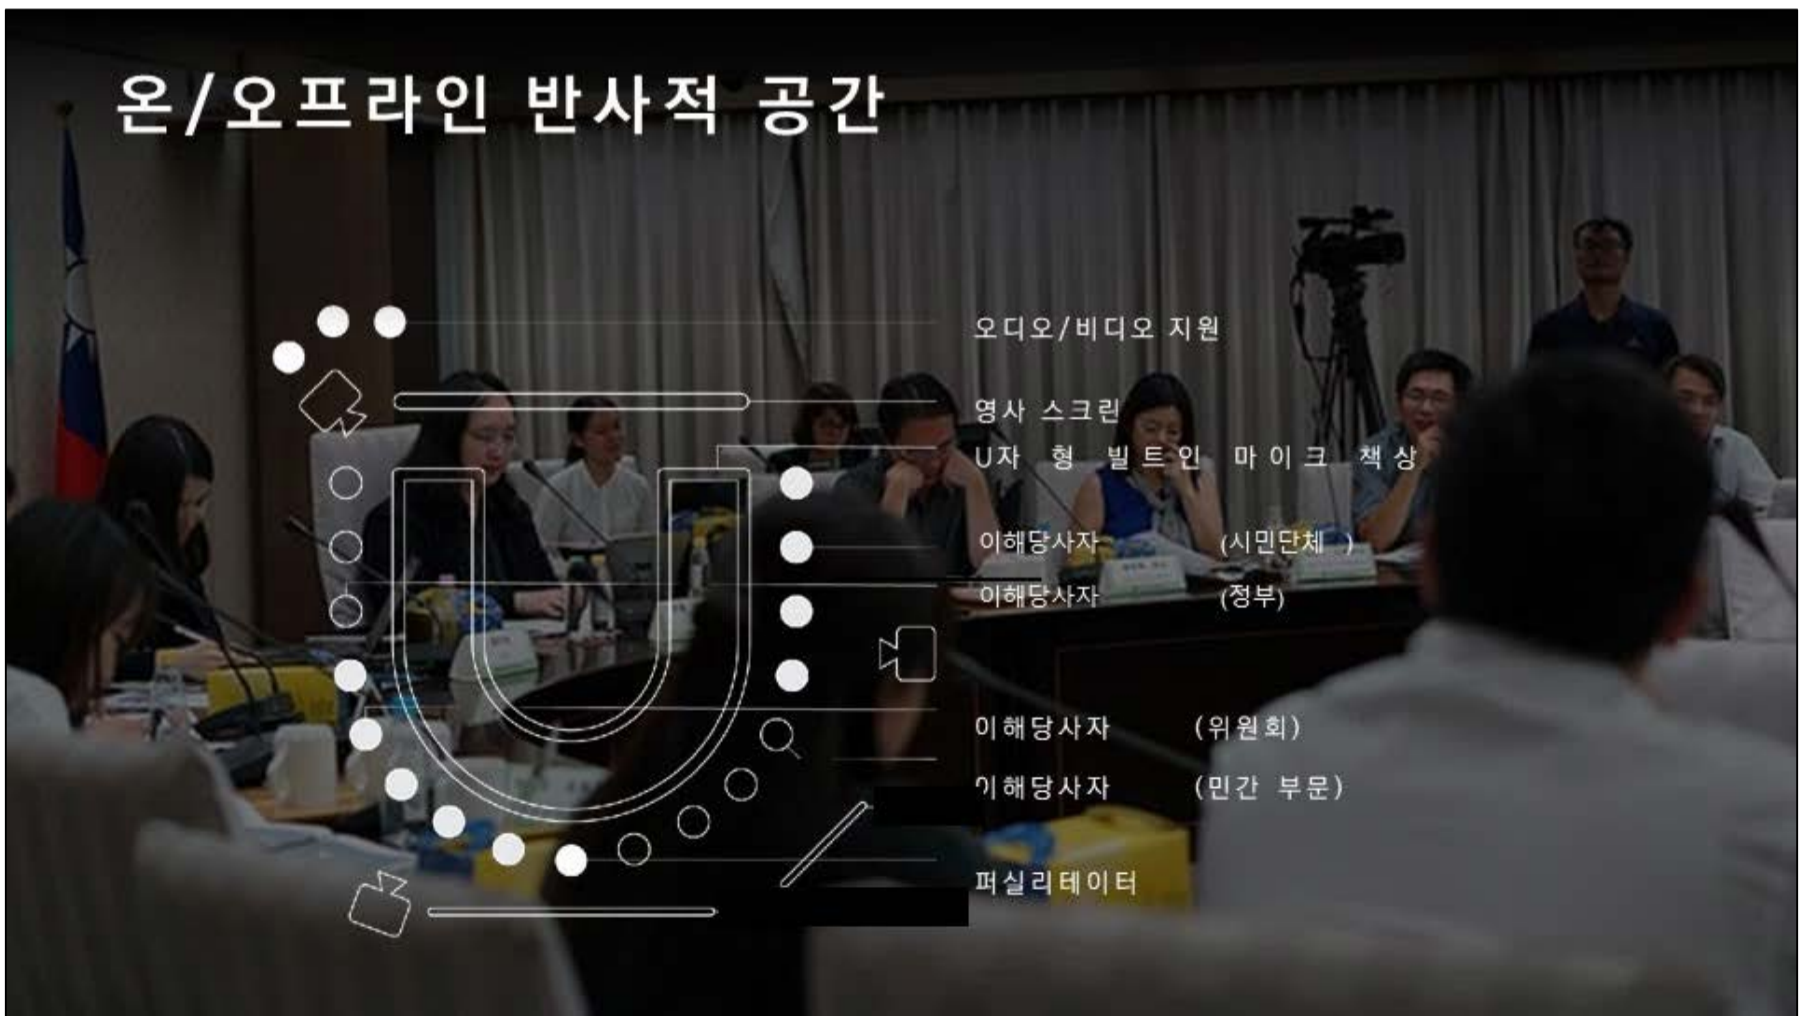 온/오프라인 반사적 공간
오디오/비디오 지원
영사 스크린
U자 형 빌트인 마이크 책상
이해당사자 (시민단체 )
이해당사자 (정부)
이해당사자 (위원회)
이해당사자 (민간 부문)
퍼실리테이터